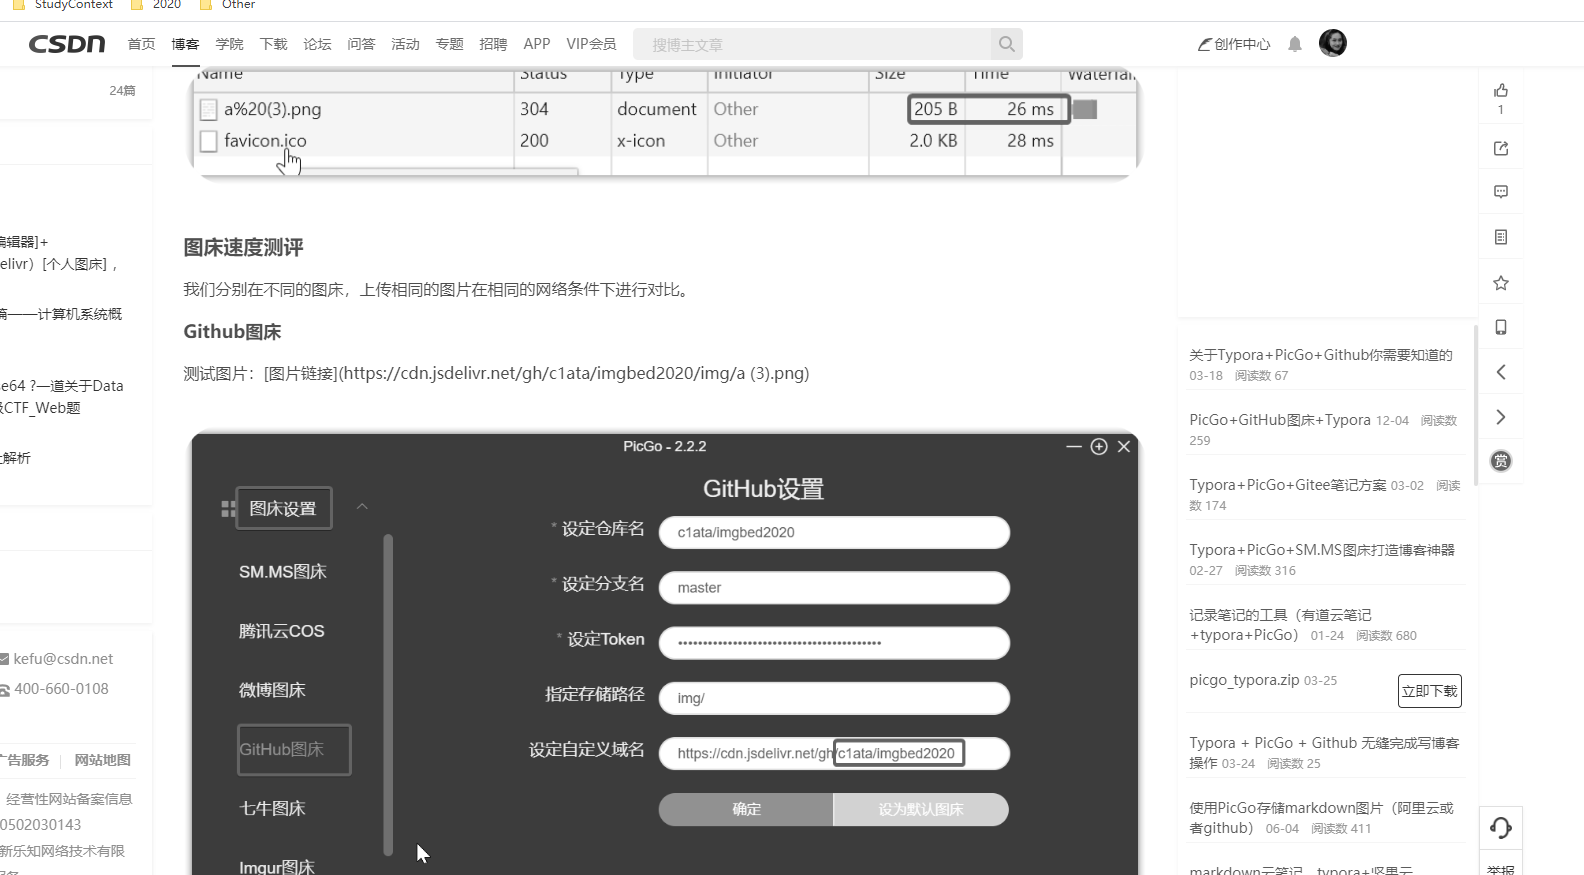 StudyContext 2020 Other
CSDN 首页 博客 学院 下载 论坛 问答 活动 专题 招聘 APP VIP会员 搜博主文章 创作中心
24篇
编辑器]+
elivr）[个人图床]，
篇——计算机系统概
e64 ?一道关于Data
CTF_Web题
解析
kefu@csdn.net
400-660-0108
广告服务 网站地图
经营性网站备案信息
0502030143
新乐知网络技术有限
Name Status Type Initiator Size Time Waterfall
a%20(3).png 304 document Other 205 B 26 ms
favicon.ico 200 x-icon Other 2.0 KB 28 ms
图床速度测评
我们分别在不同的图床，上传相同的图片在相同的网络条件下进行对比。
Github图床
测试图片：[图片链接](https://cdn.jsdelivr.net/gh/c1ata/imgbed2020/img/a (3).png)
PicGo - 2.2.2
图床设置
SM.MS图床
腾讯云COS
微博图床
GitHub图床
七牛图床
Imgur图床
GitHub设置
* 设定仓库名 c1ata/imgbed2020
* 设定分支名 master
* 设定Token
指定存储路径 img/
设定自定义域名 https://cdn.jsdelivr.net/gh/c1ata/imgbed2020
确定 设为默认图床
关于Typora+PicGo+Github你需要知道的
03-18 阅读数 67
PicGo+GitHub图床+Typora 12-04 阅读数
259
Typora+PicGo+Gitee笔记方案 03-02 阅读
数 174
Typora+PicGo+SM.MS图床打造博客神器
02-27 阅读数 316
记录笔记的工具（有道云笔记
+typora+PicGo） 01-24 阅读数 680
picgo_typora.zip 03-25 立即下载
Typora + PicGo + Github 无缝完成写博客
操作 03-24 阅读数 25
使用PicGo存储markdown图片（阿里云或
者github） 06-04 阅读数 411
markdown云笔记，typora+坚果云
1
赏
举报